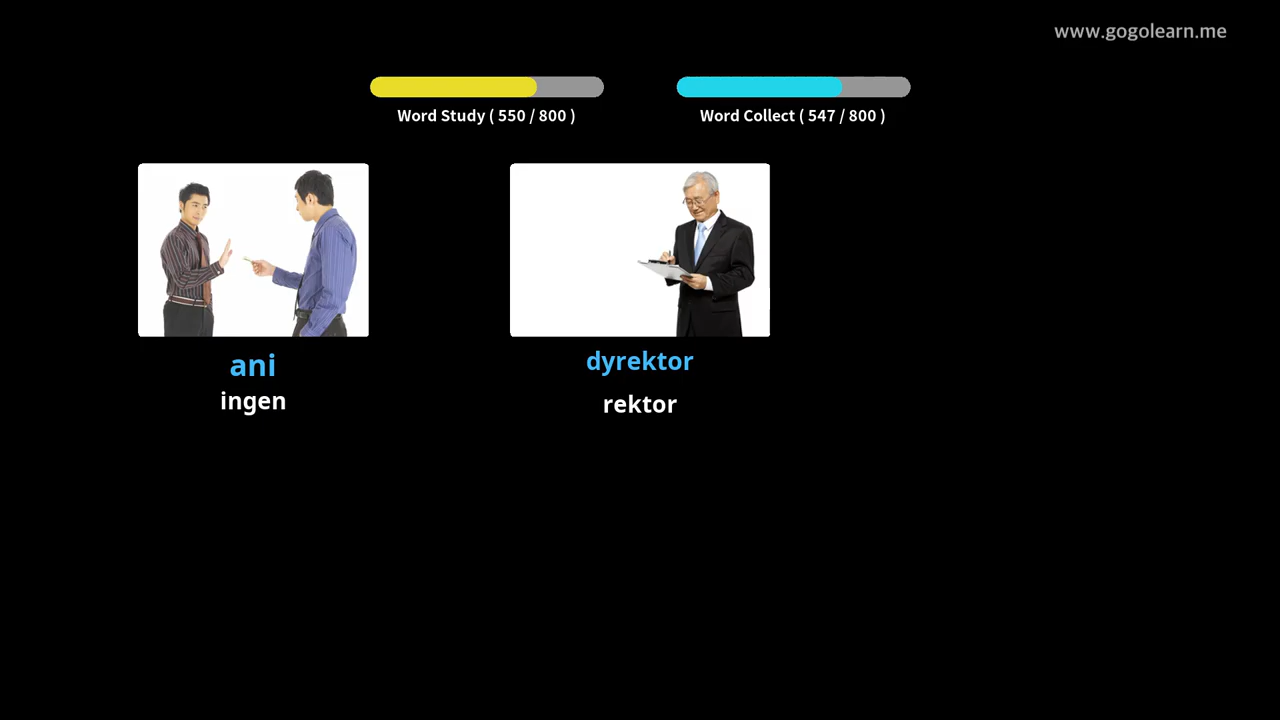 www.gogolearn.me
Word Study ( 550 / 800 )
Word Collect ( 547 / 800 )
ani
ingen
dyrektor
rektor